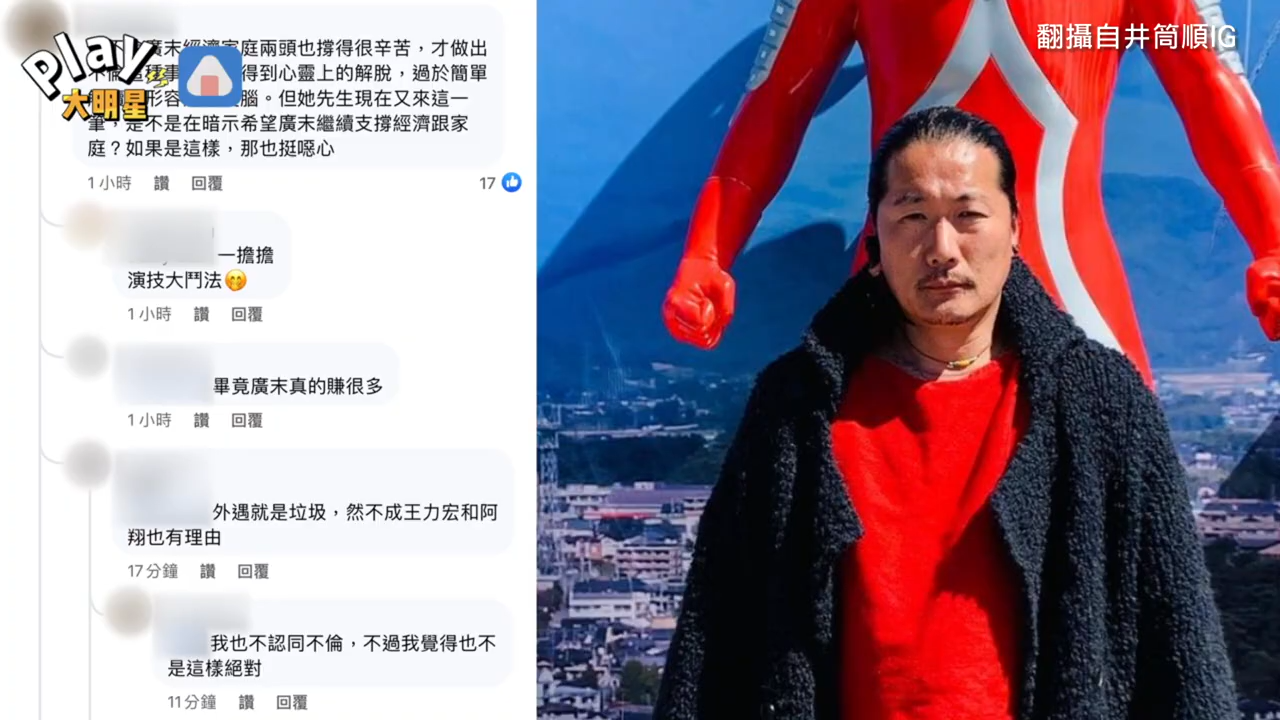 Play
大明星
廣末經濟家庭兩頭也撐得很辛苦，才做出
得到心靈上的解脫，過於簡單
形容 腦。但她先生現在又來這一
筆，是不是在暗示希望廣末繼續支撐經濟跟家
庭？如果是這樣，那也挺噁心
1 小時 讚 回覆
17
一擔擔
演技大鬥法🤭
1 小時 讚 回覆
畢竟廣末真的賺很多
1 小時 讚 回覆
外遇就是垃圾，然不成王力宏和阿
翔也有理由
17 分鐘 讚 回覆
我也不認同不倫，不過我覺得也不
是這樣絕對
11 分鐘 讚 回覆
翻攝自井筒順IG